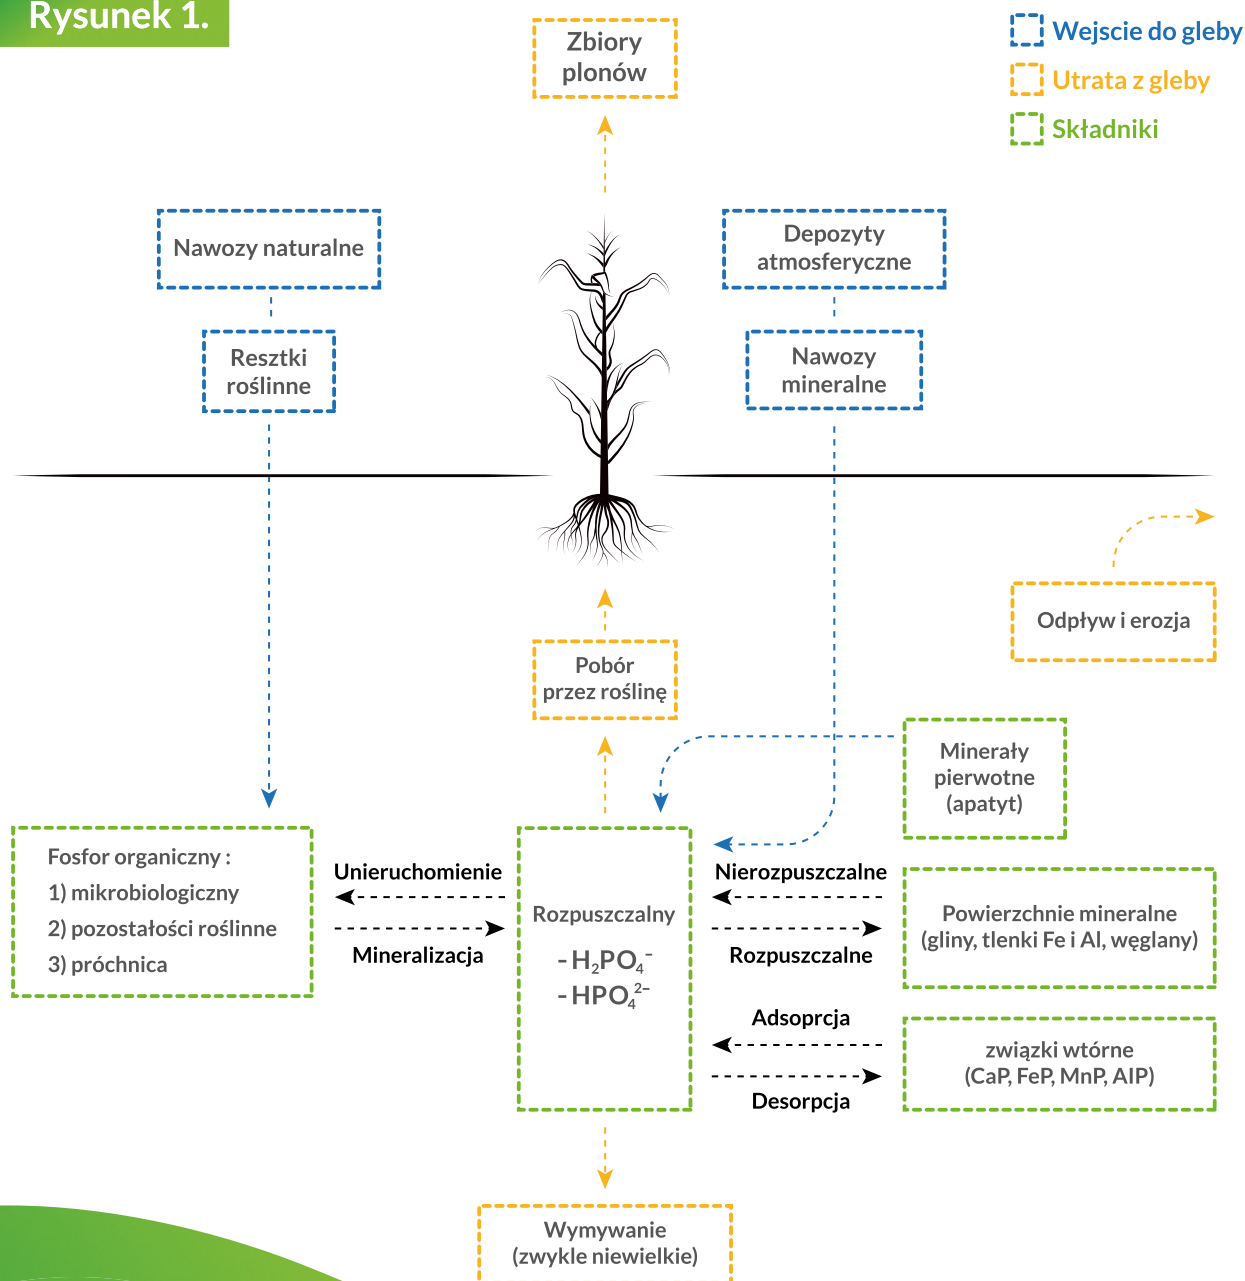 Rysunek 1.
Zbiory
plonów
Wejscie do gleby
Utrata z gleby
Składniki
Nawozy naturalne
Depozyty
atmosferyczne
Resztki
roślinne
Nawozy
mineralne
Odpływ i erozja
Pobór
przez roślinę
Minerały
pierwotne
(apatyt)
Fosfor organiczny :
1) mikrobiologiczny
2) pozostałości roślinne
3) próchnica
Unieruchomienie
Mineralizacja
Rozpuszczalny
- H₂PO₄⁻
- HPO₄²⁻
Nierozpuszczalne
Rozpuszczalne
Powierzchnie mineralne
(gliny, tlenki Fe i Al, węglany)
Adsoprcja
Desorpcja
związki wtórne
(CaP, FeP, MnP, AlP)
Wymywanie
(zwykle niewielkie)